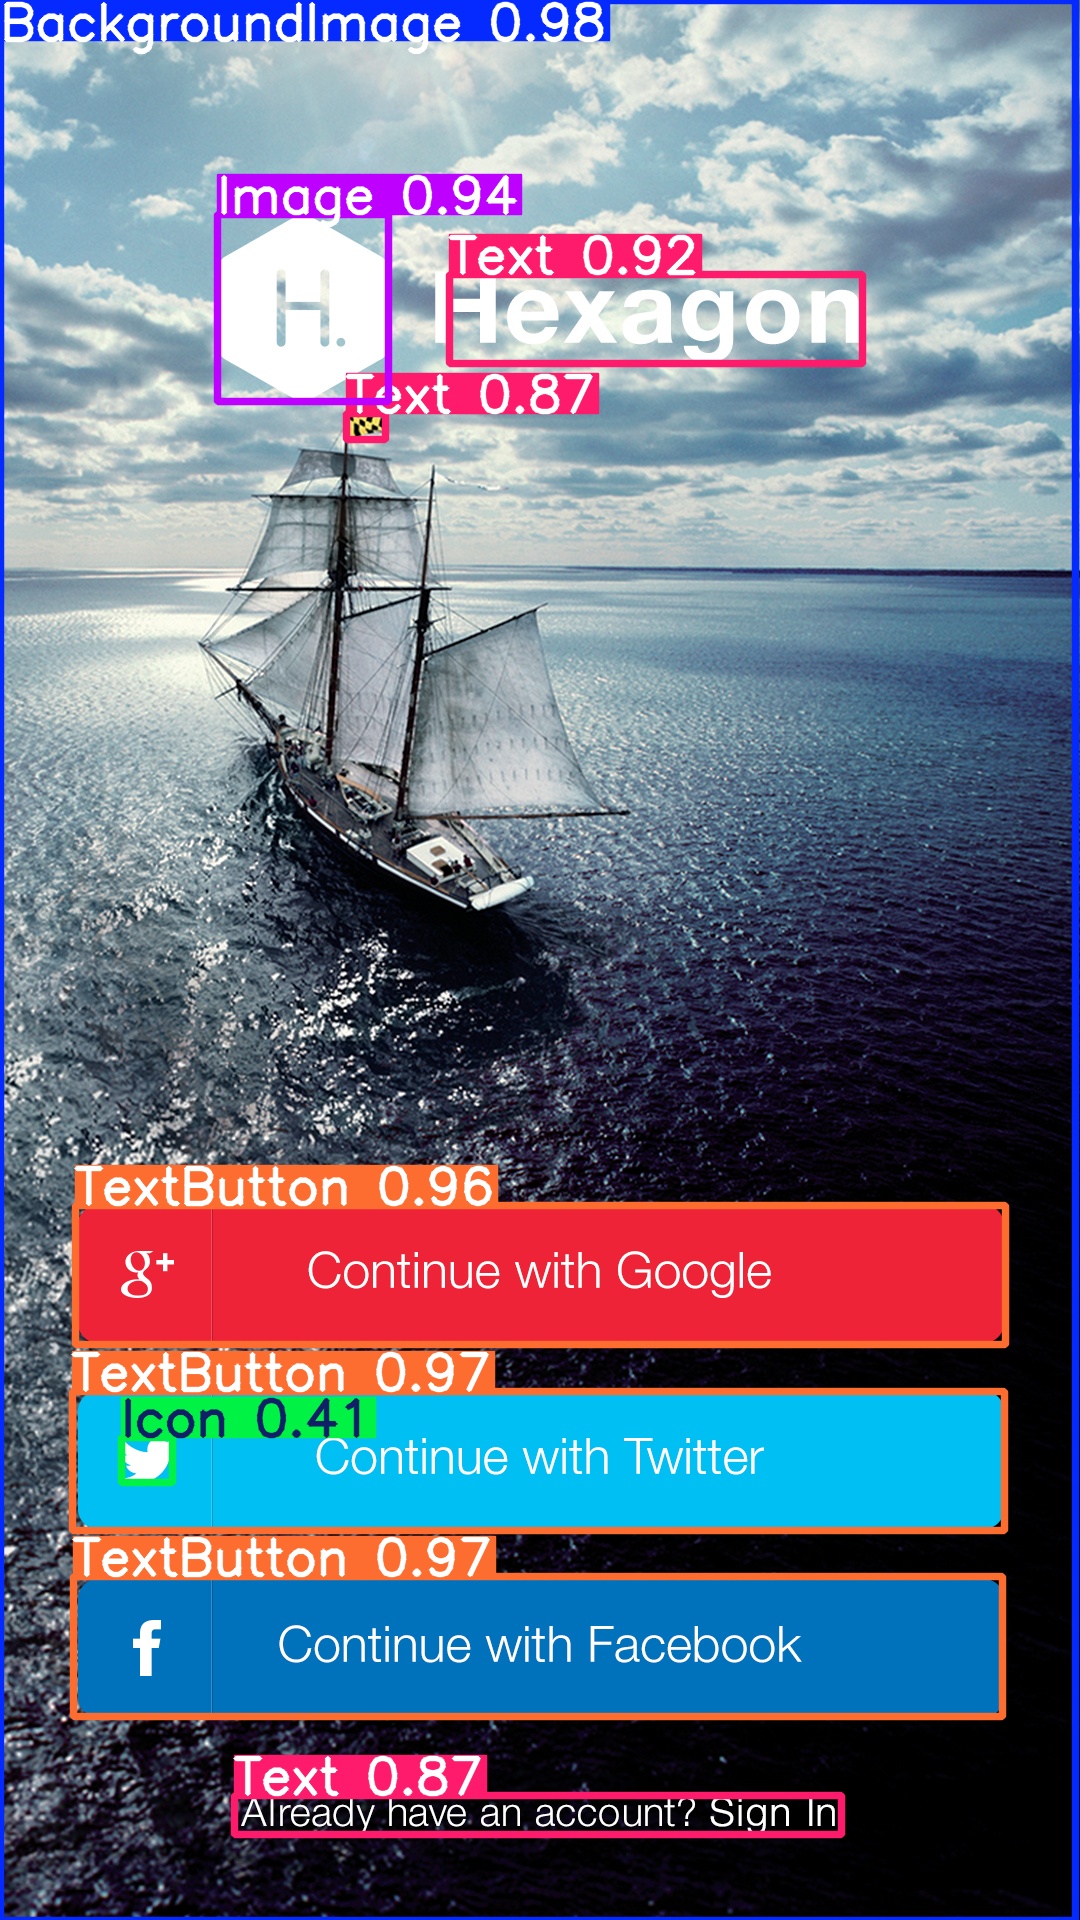 BackgroundImage 0.98
Image 0.94
Text 0.92
H.
Hexagon
Text 0.87
TextButton 0.96
g+ Continue with Google
TextButton 0.97
Icon 0.41
Continue with Twitter
TextButton 0.97
f Continue with Facebook
Text 0.87
Already have an account? Sign In